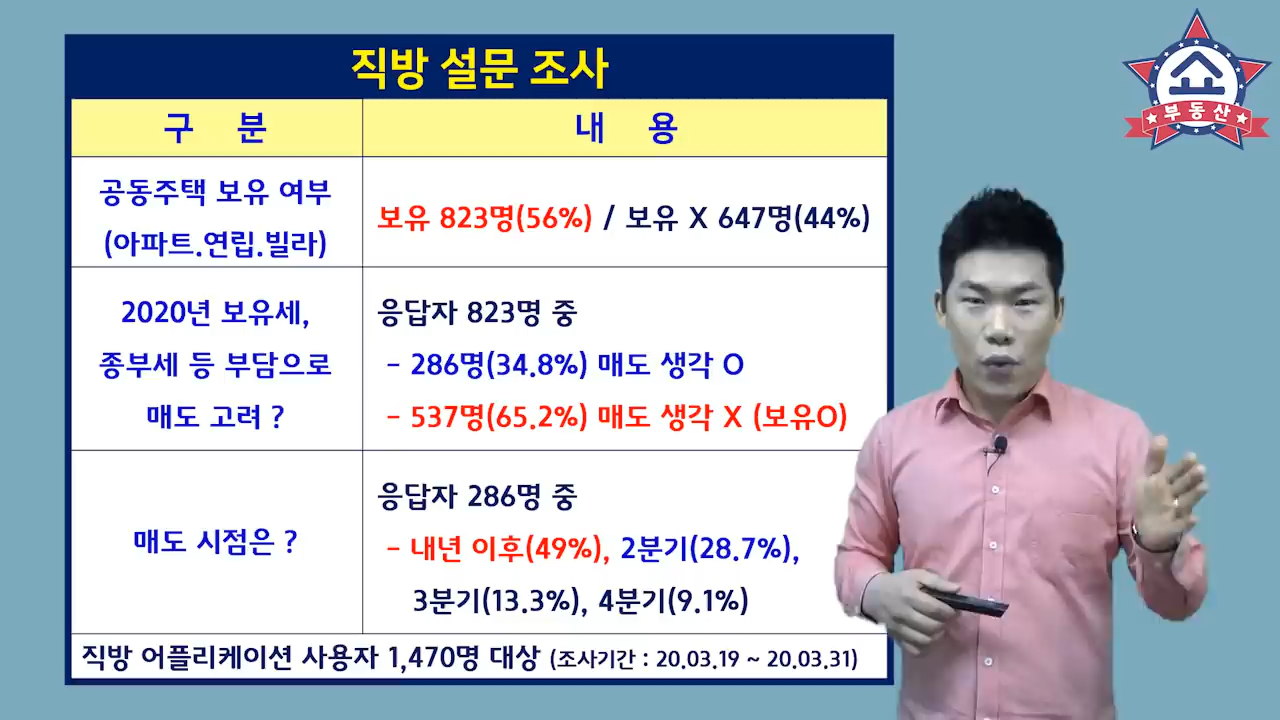 직방 설문 조사
부동산
구 분
내 용
공동주택 보유 여부
(아파트.연립.빌라)
보유 823명(56%) / 보유 X 647명(44%)
2020년 보유세,
종부세 등 부담으로
매도 고려 ?
응답자 823명 중
- 286명(34.8%) 매도 생각 O
- 537명(65.2%) 매도 생각 X (보유O)
매도 시점은 ?
응답자 286명 중
- 내년 이후(49%), 2분기(28.7%),
3분기(13.3%), 4분기(9.1%)
직방 어플리케이션 사용자 1,470명 대상 (조사기간 : 20.03.19 ~ 20.03.31)